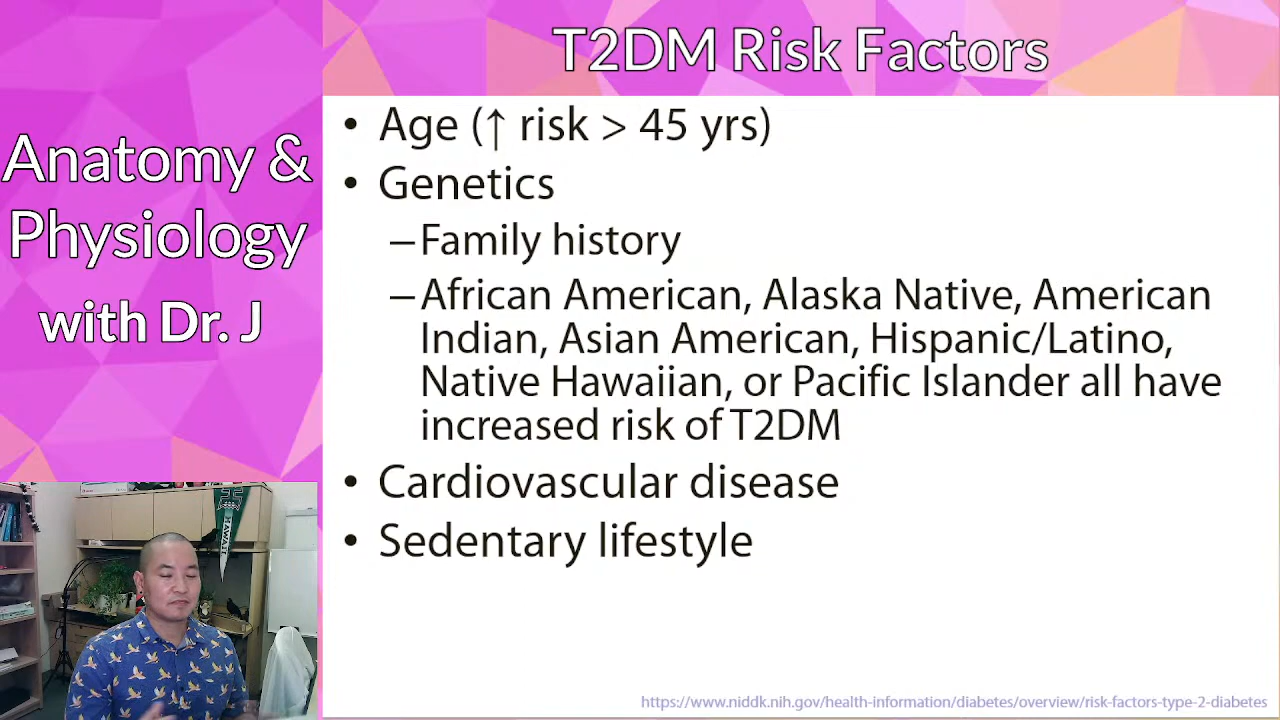 Anatomy &
Physiology
with Dr. J
T2DM Risk Factors
• Age (↑ risk > 45 yrs)
• Genetics
–Family history
–African American, Alaska Native, American
Indian, Asian American, Hispanic/Latino,
Native Hawaiian, or Pacific Islander all have
increased risk of T2DM
• Cardiovascular disease
• Sedentary lifestyle
HAWAI
https://www.niddk.nih.gov/health-information/diabetes/overview/risk-factors-type-2-diabetes